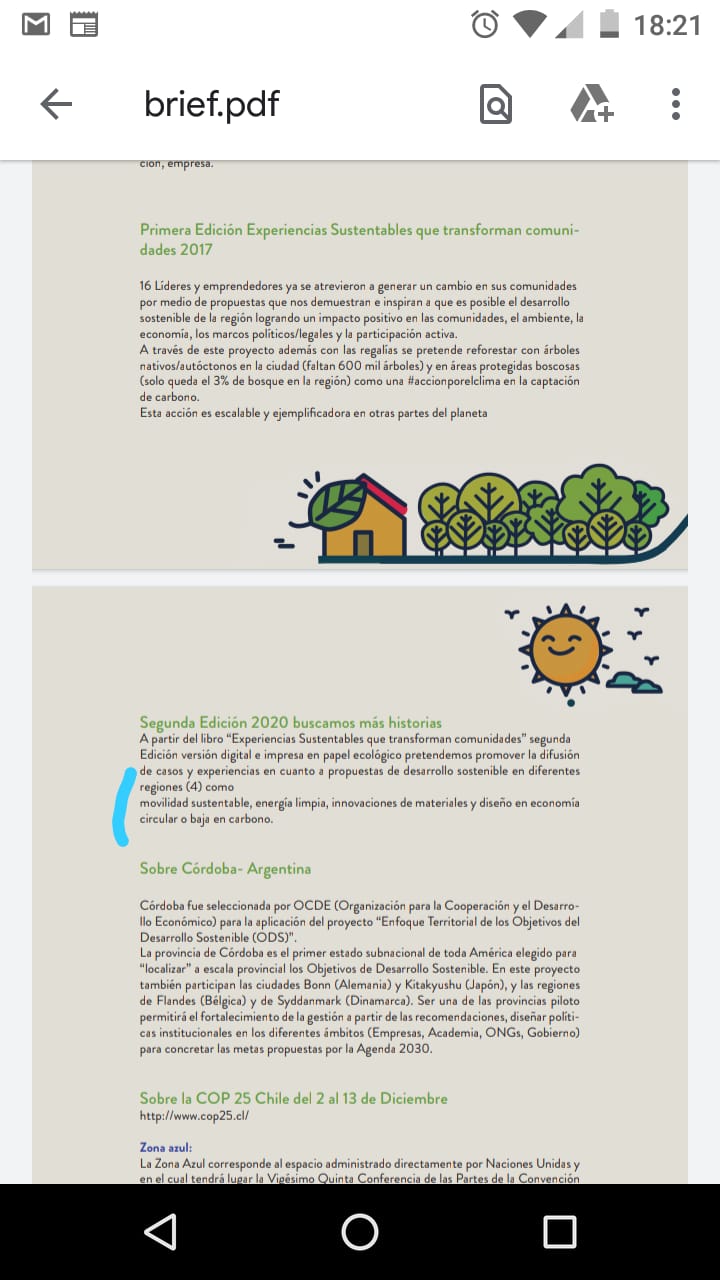 18:21
brief.pdf
ción, empresa.
Primera Edición Experiencias Sustentables que transforman comuni-
dades 2017
16 Líderes y emprendedores ya se atrevieron a generar un cambio en sus comunidades
por medio de propuestas que nos demuestran e inspiran a que es posible el desarrollo
sostenible de la región logrando un impacto positivo en las comunidades, el ambiente, la
economía, los marcos políticos/legales y la participación activa.
A través de este proyecto además con las regalías se pretende reforestar con árboles
nativos/autóctonos en la ciudad (faltan 600 mil árboles) y en áreas protegidas boscosas
(solo queda el 3% de bosque en la región) como una #accionporelclima en la captación
de carbono.
Esta acción es escalable y ejemplificadora en otras partes del planeta
Segunda Edición 2020 buscamos más historias
A partir del libro “Experiencias Sustentables que transforman comunidades” segunda
Edición versión digital e impresa en papel ecológico pretendemos promover la difusión
de casos y experiencias en cuanto a propuestas de desarrollo sostenible en diferentes
regiones (4) como
movilidad sustentable, energía limpia, innovaciones de materiales y diseño en economía
circular o baja en carbono.
Sobre Córdoba- Argentina
Córdoba fue seleccionada por OCDE (Organización para la Cooperación y el Desarro-
llo Económico) para la aplicación del proyecto “Enfoque Territorial de los Objetivos del
Desarrollo Sostenible (ODS)”.
La provincia de Córdoba es el primer estado subnacional de toda América elegido para
“localizar” a escala provincial los Objetivos de Desarrollo Sostenible. En este proyecto
también participan las ciudades Bonn (Alemania) y Kitakyushu (Japón), y las regiones
de Flandes (Bélgica) y de Syddanmark (Dinamarca). Ser una de las provincias piloto
permitirá el fortalecimiento de la gestión a partir de las recomendaciones, diseñar políti-
cas institucionales en los diferentes ámbitos (Empresas, Academia, ONGs, Gobierno)
para concretar las metas propuestas por la Agenda 2030.
Sobre la COP 25 Chile del 2 al 13 de Diciembre
http://www.cop25.cl/
Zona azul:
La Zona Azul corresponde al espacio administrado directamente por Naciones Unidas y
en el cual tendrá lugar la Vigésimo Quinta Conferencia de las Partes de la Convención